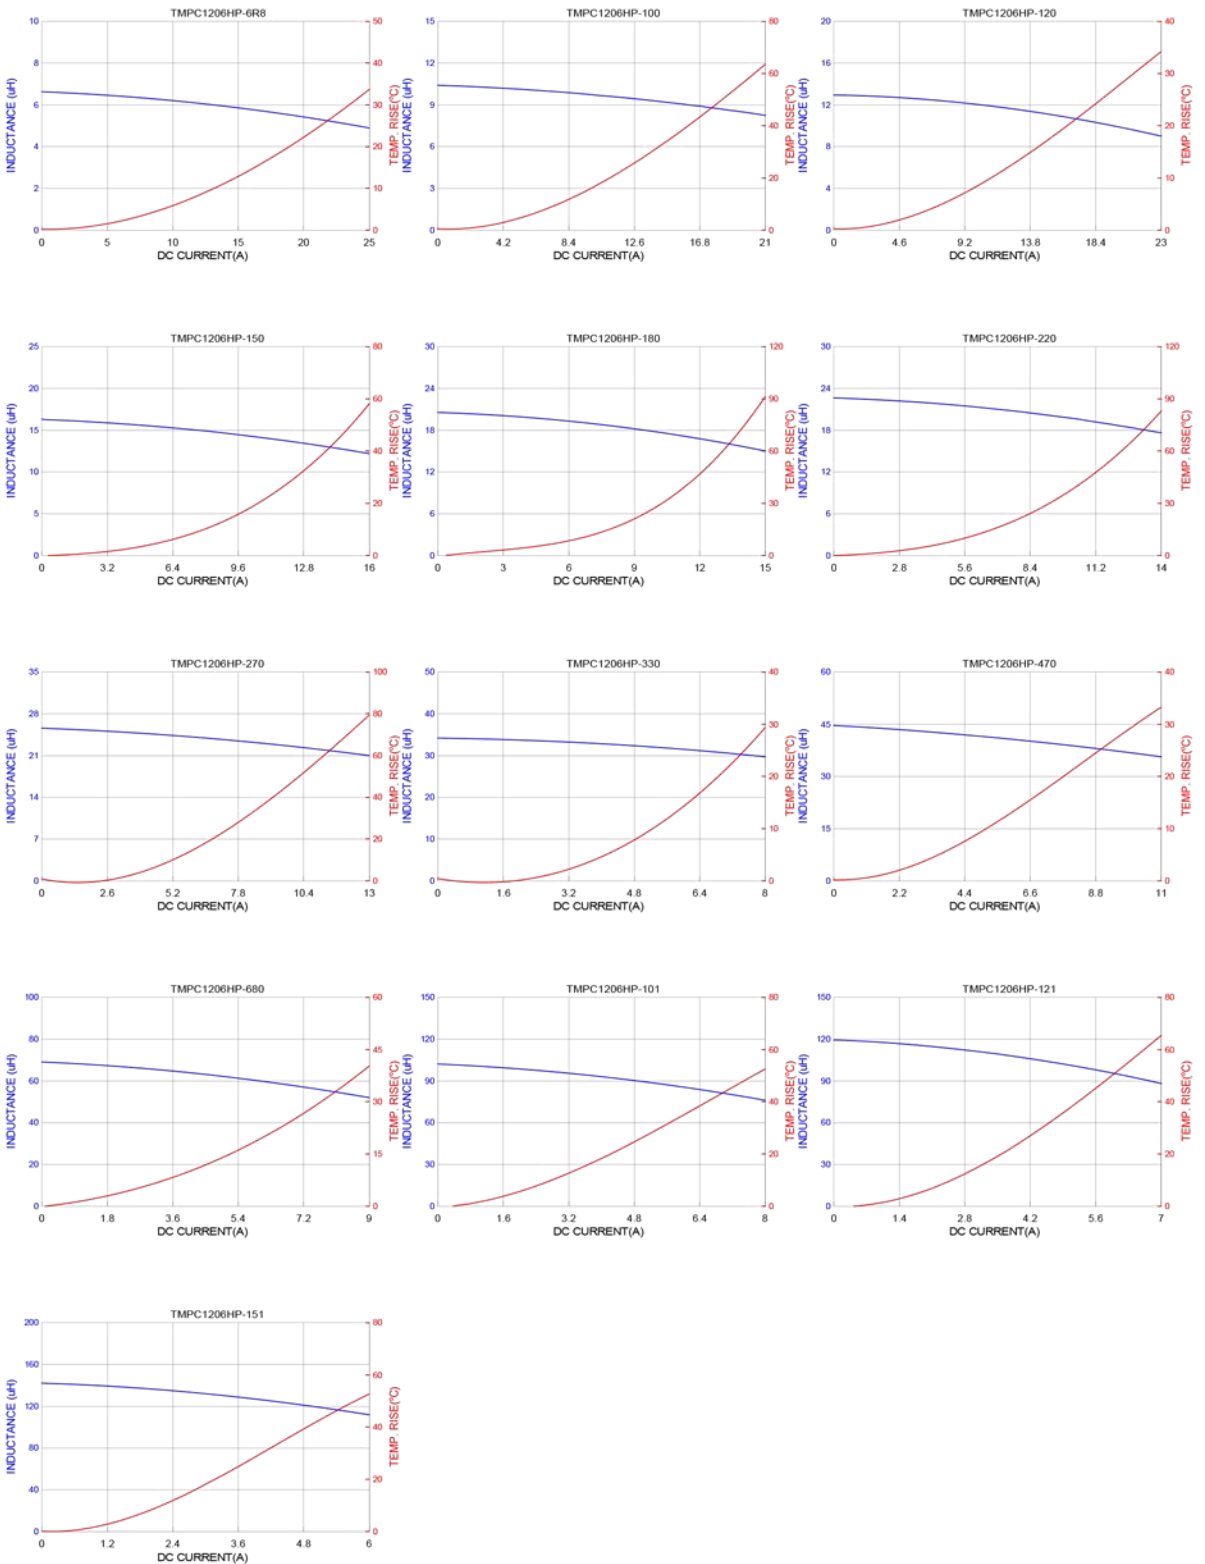 TMPC1206HP-6R8
INDUCTANCE (uH)
10
8
6
4
2
0
50
40
30
20
10
0
TEMP. RISE(ºC)
0 5 10 15 20 25
DC CURRENT(A)
TMPC1206HP-100
INDUCTANCE (uH)
15
12
9
6
3
0
80
60
40
20
0
TEMP. RISE(ºC)
0 4.2 8.4 12.6 16.8 21
DC CURRENT(A)
TMPC1206HP-120
INDUCTANCE (uH)
20
16
12
8
4
0
40
30
20
10
0
TEMP. RISE(ºC)
0 4.6 9.2 13.8 18.4 23
DC CURRENT(A)
TMPC1206HP-150
INDUCTANCE (uH)
25
20
15
10
5
0
80
60
40
20
0
TEMP. RISE(ºC)
0 3.2 6.4 9.6 12.8 16
DC CURRENT(A)
TMPC1206HP-180
INDUCTANCE (uH)
30
24
18
12
6
0
120
90
60
30
0
TEMP. RISE(ºC)
0 3 6 9 12 15
DC CURRENT(A)
TMPC1206HP-220
INDUCTANCE (uH)
30
24
18
12
6
0
120
90
60
30
0
TEMP. RISE(ºC)
0 2.8 5.6 8.4 11.2 14
DC CURRENT(A)
TMPC1206HP-270
INDUCTANCE (uH)
35
28
21
14
7
0
100
80
60
40
20
0
TEMP. RISE(ºC)
0 2.6 5.2 7.8 10.4 13
DC CURRENT(A)
TMPC1206HP-330
INDUCTANCE (uH)
50
40
30
20
10
0
40
30
20
10
0
TEMP. RISE(ºC)
0 1.6 3.2 4.8 6.4 8
DC CURRENT(A)
TMPC1206HP-470
INDUCTANCE (uH)
60
45
30
15
0
40
30
20
10
0
TEMP. RISE(ºC)
0 2.2 4.4 6.6 8.8 11
DC CURRENT(A)
TMPC1206HP-680
INDUCTANCE (uH)
100
80
60
40
20
0
60
45
30
15
0
TEMP. RISE(ºC)
0 1.8 3.6 5.4 7.2 9
DC CURRENT(A)
TMPC1206HP-101
INDUCTANCE (uH)
150
120
90
60
30
0
80
60
40
20
0
TEMP. RISE(ºC)
0 1.6 3.2 4.8 6.4 8
DC CURRENT(A)
TMPC1206HP-121
INDUCTANCE (uH)
150
120
90
60
30
0
80
60
40
20
0
TEMP. RISE(ºC)
0 1.4 2.8 4.2 5.6 7
DC CURRENT(A)
TMPC1206HP-151
INDUCTANCE (uH)
200
160
120
80
40
0
80
60
40
20
0
TEMP. RISE(ºC)
0 1.2 2.4 3.6 4.8 6
DC CURRENT(A)